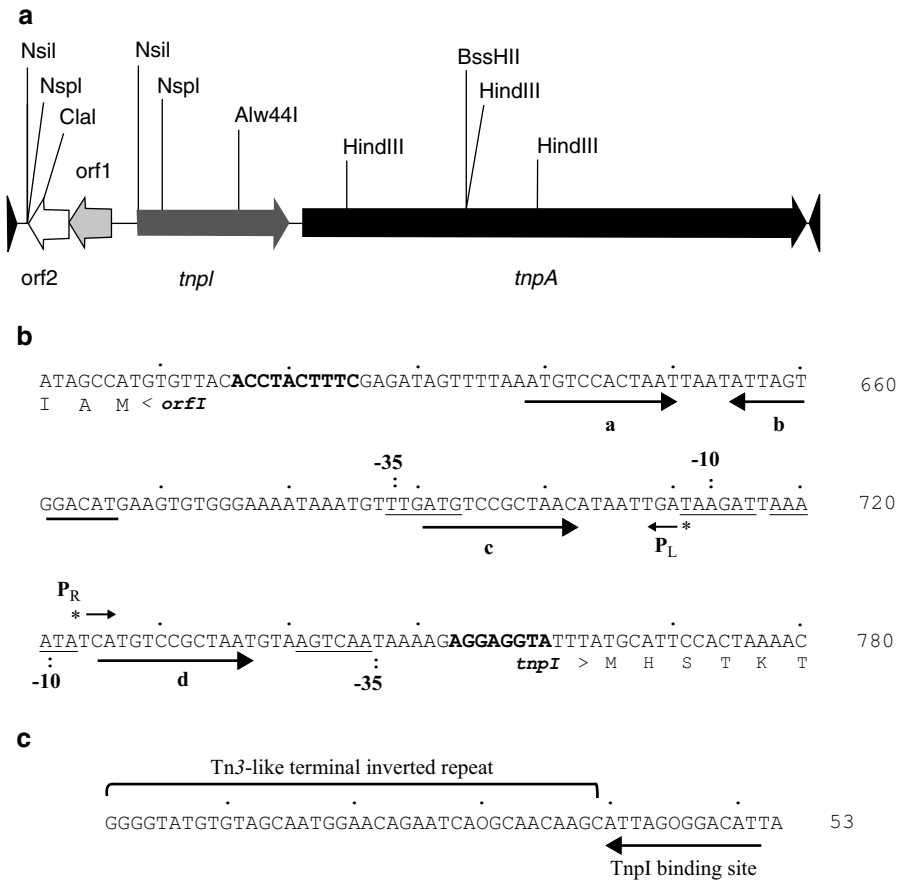 a
NsiI NsiI
NspI NspI BssHII
ClaI Alw44I HindIII
orf1 HindIII HindIII
orf2 tnpI tnpA
b
ATAGCCATGTGTTACACCTACTTTCGAGATAGTTTTAAATGTCCACTAATTAATATTAGT 660
I A M < orfI
a b
-35 -10
GGACATGAAGTGTGGGAAAATAAATGTTTGATGTCCGCTAACATAATTGATAAGATTAAA 720
c PL *
PR
*
ATATCATGTCCGCTAATGTAAGTCAATAAAAGAGGAGGTATTTATGCATTCCACTAAAAC 780
-10 d -35 tnpI > M H S T K T
c
Tn3-like terminal inverted repeat
GGGGTATGTGTAGCAATGGAACAGAATCAOGCAACAAGCATTAGOGGACATTA 53
TnpI binding site